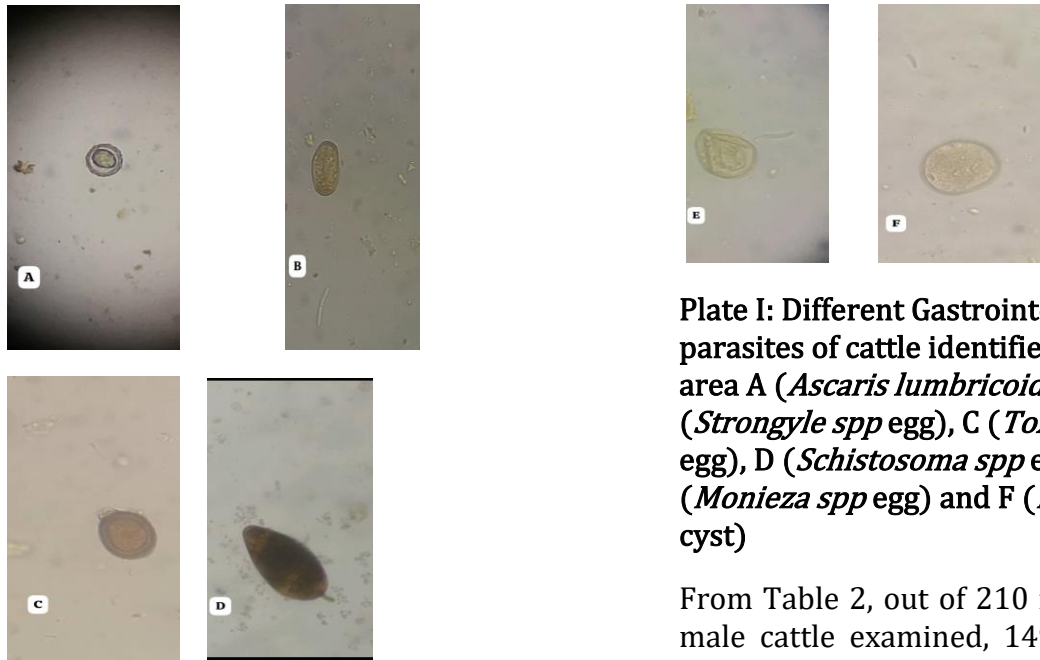 A
B
C
D
E
F
Plate I: Different Gastroint
parasites of cattle identifie
area A (Ascaris lumbricoid
(Strongyle spp egg), C (To
egg), D (Schistosoma spp e
(Monieza spp egg) and F (
cyst)
From Table 2, out of 210
male cattle examined, 14